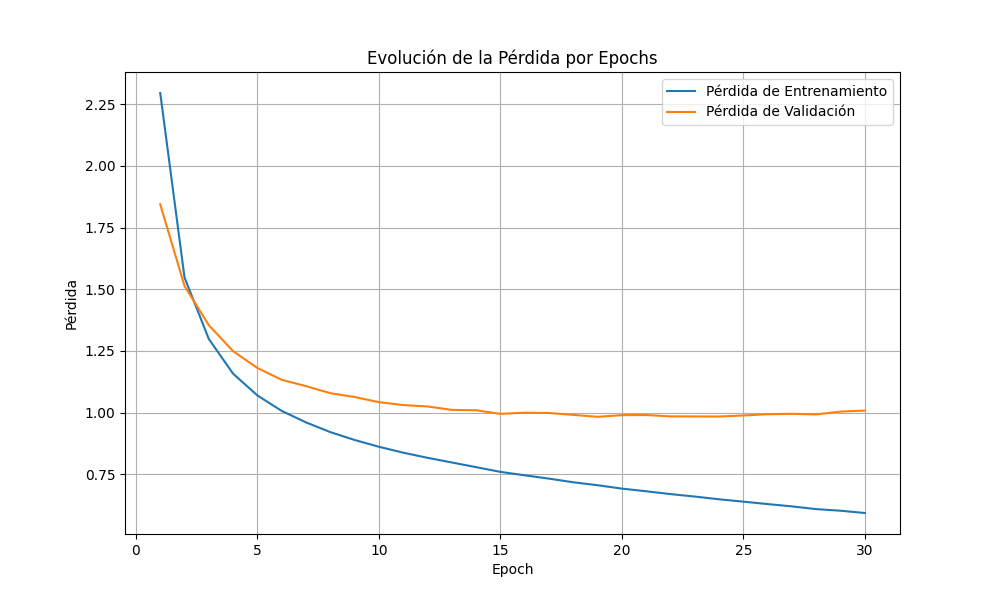 Evolución de la Pérdida por Epochs
Pérdida de Entrenamiento
Pérdida de Validación
Pérdida
2.25
2.00
1.75
1.50
1.25
1.00
0.75
0 5 10 15 20 25 30
Epoch